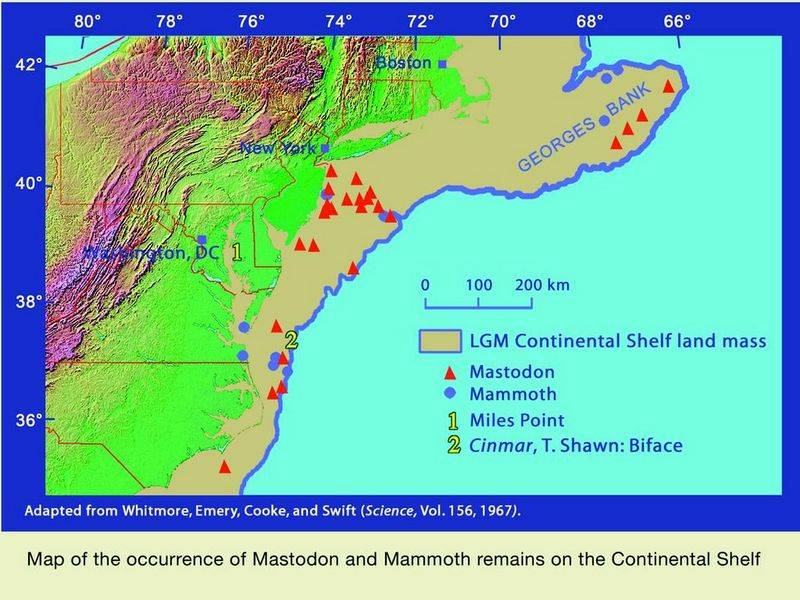 80° 78° 76° 74° 72° 70° 68° 66°
42°
Boston
GEORGES BANK
New York
40°
Washington, DC
1
38°
0 100 200 km
2
LGM Continental Shelf land mass
Mastodon
Mammoth
36°
1 Miles Point
2 Cinmar, T. Shawn: Biface
Adapted from Whitmore, Emery, Cooke, and Swift (Science, Vol. 156, 1967).
Map of the occurrence of Mastodon and Mammoth remains on the Continental Shelf